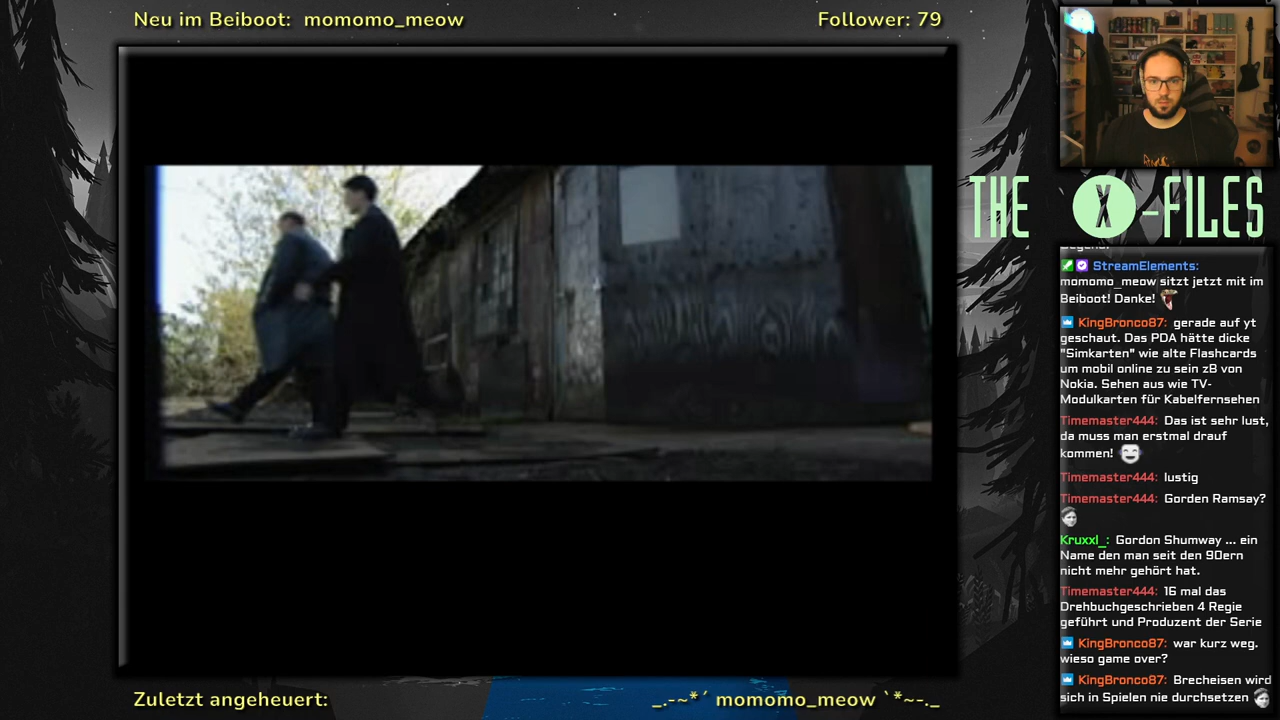 Neu im Beiboot: momomo_meow
Follower: 79
THE X-FILES
StreamElements:
momomo_meow sitzt jetzt mit im
Beiboot! Danke!
KingBronco87: gerade auf yt
geschaut. Das PDA hätte dicke
"Simkarten" wie alte Flashcards
um mobil online zu sein zB von
Nokia. Sehen aus wie TV-
Modulkarten für Kabelfernsehen
Timemaster444: Das ist sehr lust,
da muss man erstmal drauf
kommen!
Timemaster444: lustig
Timemaster444: Gorden Ramsay?
Kruxxl_: Gordon Shumway ... ein
Name den man seit den 90ern
nicht mehr gehört hat.
Timemaster444: 16 mal das
Drehbuchgeschrieben 4 Regie
geführt und Produzent der Serie
KingBronco87: war kurz weg.
wieso game over?
KingBronco87: Brecheisen wird
sich in Spielen nie durchsetzen
Zuletzt angeheuert:
_.-~*´ momomo_meow `*~-._